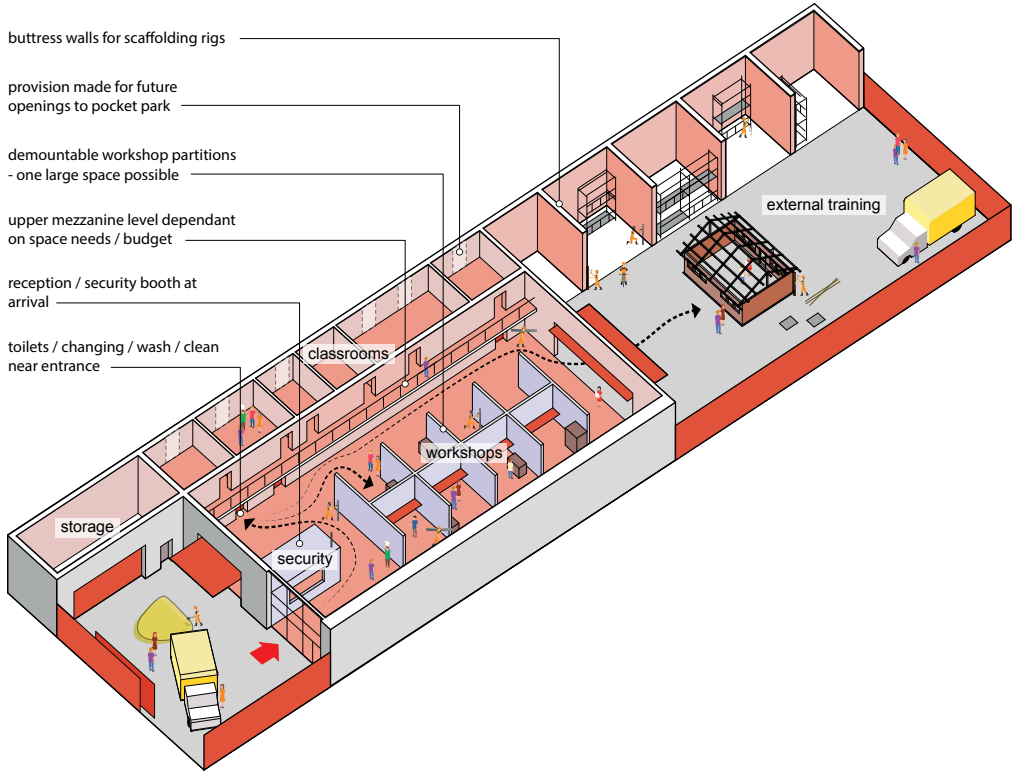 buttress walls for scaffolding rigs
provision made for future
openings to pocket park
demountable workshop partitions
- one large space possible
upper mezzanine level dependant
on space needs / budget
reception / security booth at
arrival
toilets / changing / wash / clean
near entrance
external training
classrooms
workshops
storage
security